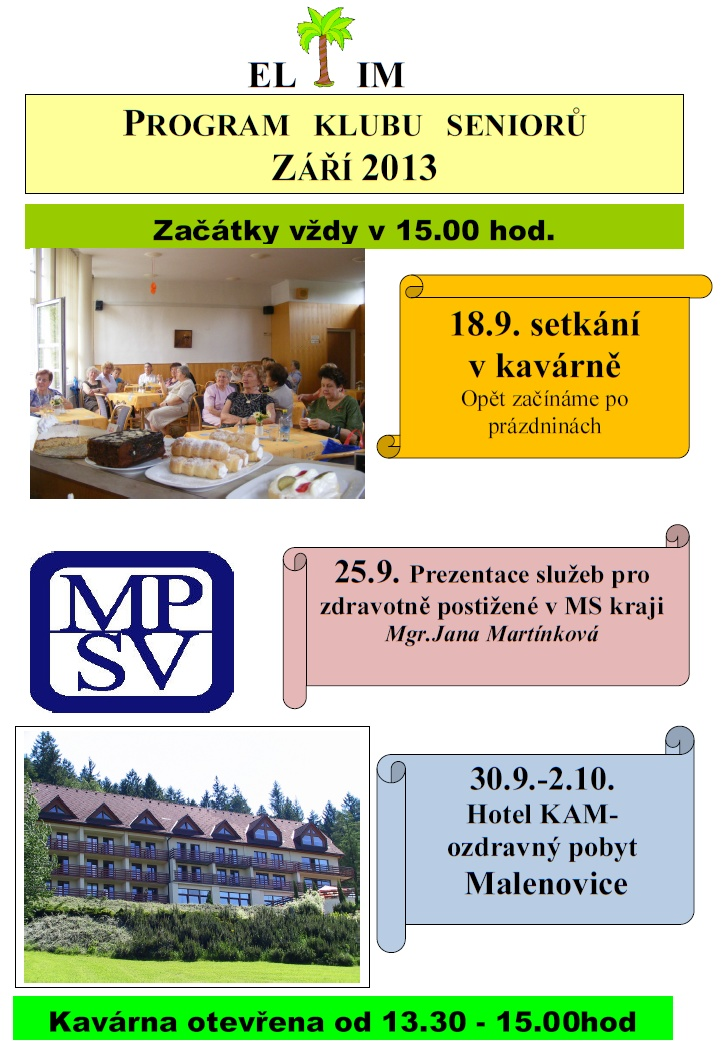 EL IM
PROGRAM KLUBU SENIORŮ
ZÁŘÍ 2013
Začátky vždy v 15.00 hod.
18.9. setkání
v kavárně
Opět začínáme po
prázdninách
MP
SV
25.9. Prezentace služeb pro
zdravotně postižené v MS kraji
Mgr.Jana Martínková
30.9.-2.10.
Hotel KAM-
ozdravný pobyt
Malenovice
Kavárna otevřena od 13.30 - 15.00hod